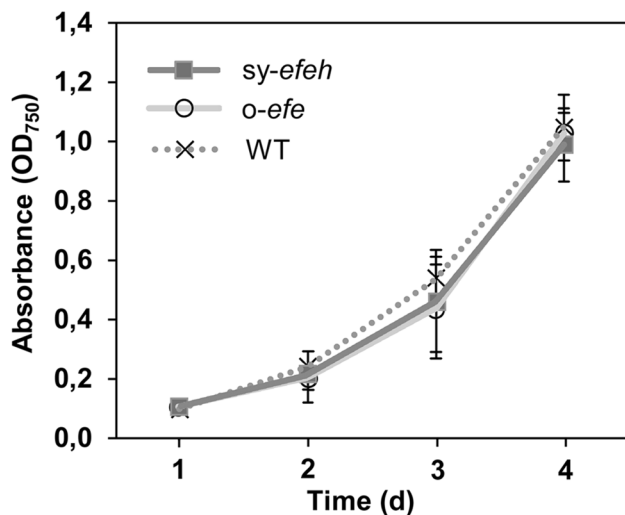 1,4
1,2
1,0
0,8
0,6
0,4
0,2
0,0
Absorbance (OD750)
sy-efeh
o-efe
WT
1 2 3 4
Time (d)